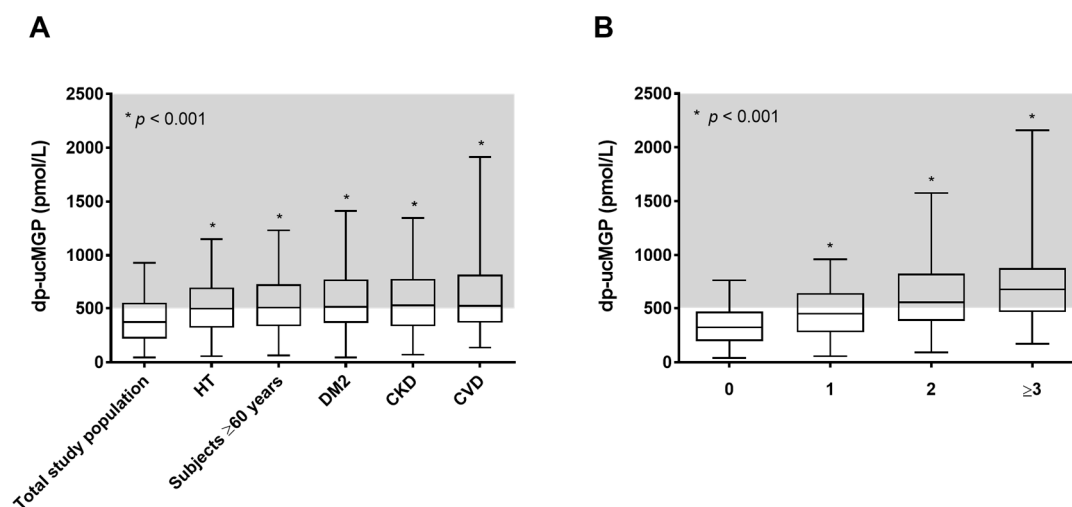 A
dp-ucMGP (pmol/L)
2500
2000
1500
1000
500
0
* p < 0.001
*
*
*
*
*
Total study population
HT
Subjects ≥60 years
DM2
CKD
CVD
B
dp-ucMGP (pmol/L)
2500
2000
1500
1000
500
0
* p < 0.001
*
*
*
0
1
2
≥3